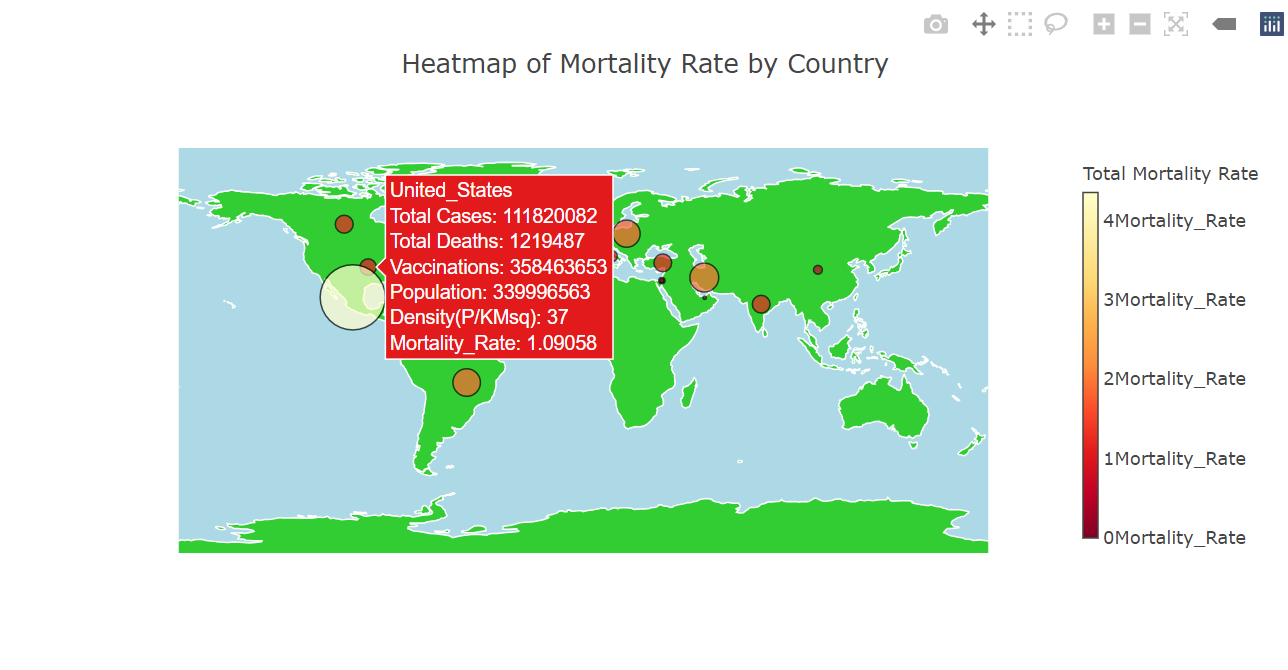 Heatmap of Mortality Rate by Country
United_States
Total Cases: 111820082
Total Deaths: 1219487
Vaccinations: 358463653
Population: 339996563
Density(P/KMsq): 37
Mortality_Rate: 1.09058
Total Mortality Rate
4Mortality_Rate
3Mortality_Rate
2Mortality_Rate
1Mortality_Rate
0Mortality_Rate